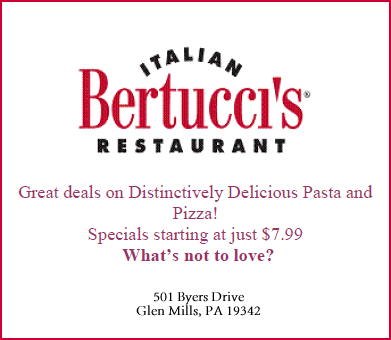 ITALIAN
Bertucci's®
RESTAURANT
Great deals on Distinctively Delicious Pasta and
Pizza!
Specials starting at just $7.99
What's not to love?
501 Byers Drive
Glen Mills, PA 19342